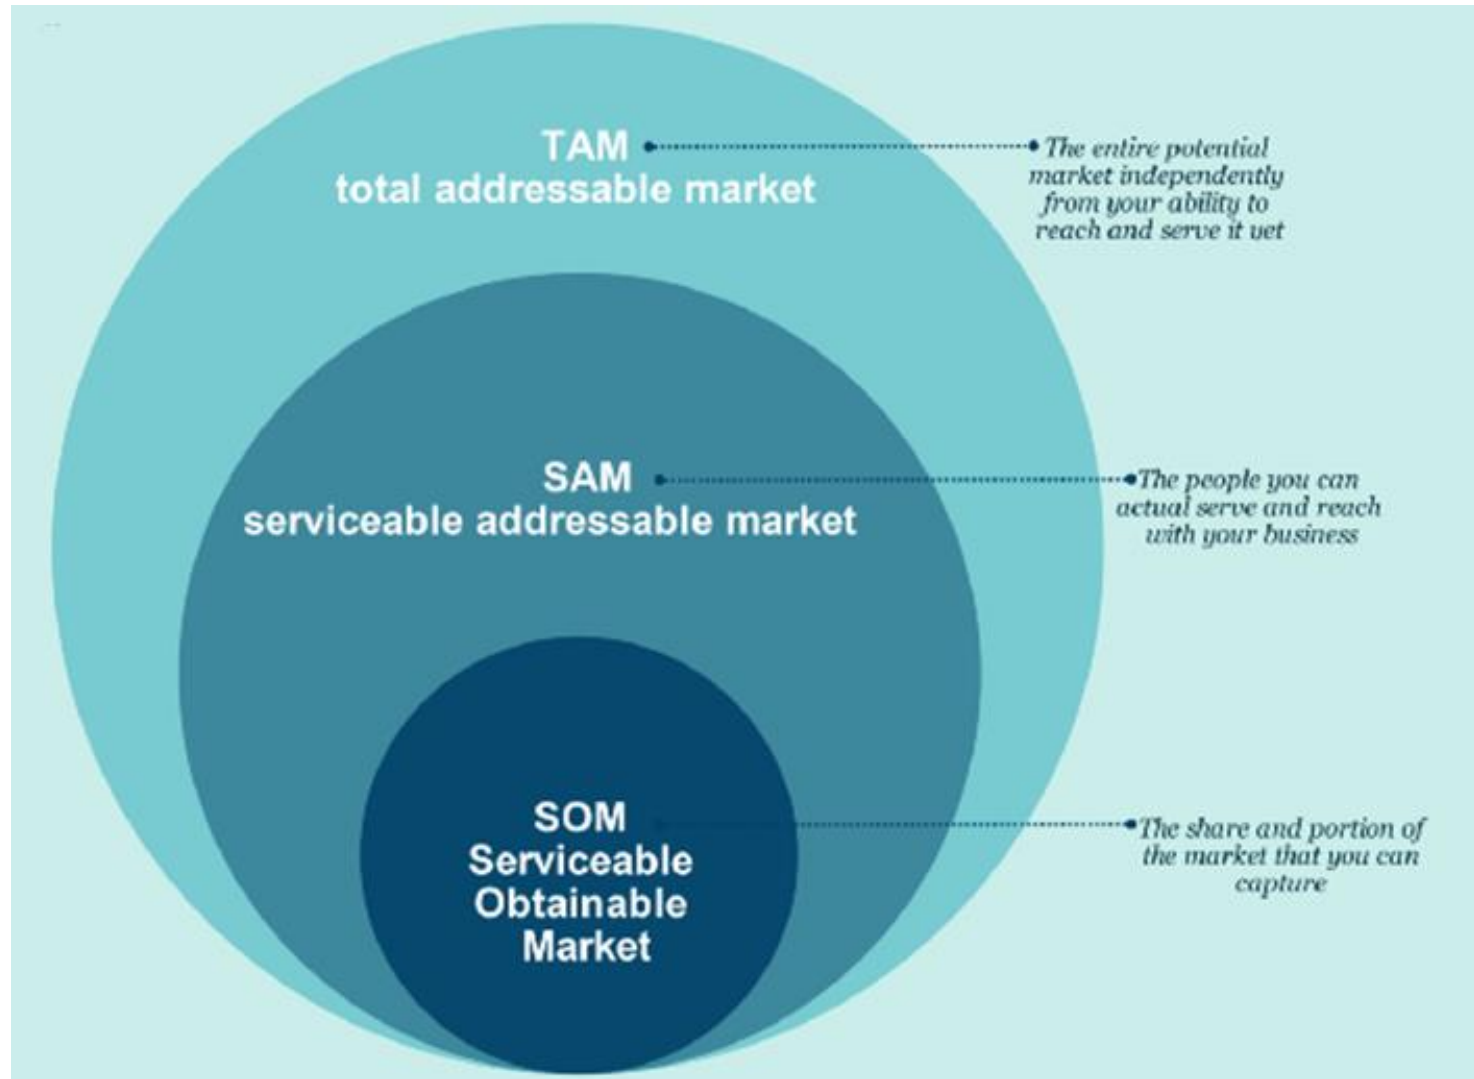 TAM
total addressable market
The entire potential
market independently
from your ability to
reach and serve it yet
SAM
serviceable addressable market
The people you can
actual serve and reach
with your business
SOM
Serviceable
Obtainable
Market
The share and portion of
the market that you can
capture